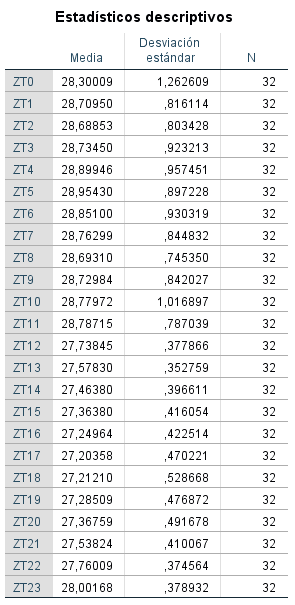 Estadísticos descriptivos
Media Desviación estándar N
ZT0 28,30009 1,262609 32
ZT1 28,70950 ,816114 32
ZT2 28,68853 ,803428 32
ZT3 28,73450 ,923213 32
ZT4 28,89946 ,957451 32
ZT5 28,95430 ,897228 32
ZT6 28,85100 ,930319 32
ZT7 28,76299 ,844832 32
ZT8 28,69310 ,745350 32
ZT9 28,72984 ,842027 32
ZT10 28,77972 1,016897 32
ZT11 28,78715 ,787039 32
ZT12 27,73845 ,377866 32
ZT13 27,57830 ,352759 32
ZT14 27,46380 ,396611 32
ZT15 27,36380 ,416054 32
ZT16 27,24964 ,422514 32
ZT17 27,20358 ,470221 32
ZT18 27,21210 ,528668 32
ZT19 27,28509 ,476872 32
ZT20 27,36759 ,491678 32
ZT21 27,53824 ,410067 32
ZT22 27,76009 ,374564 32
ZT23 28,00168 ,378932 32